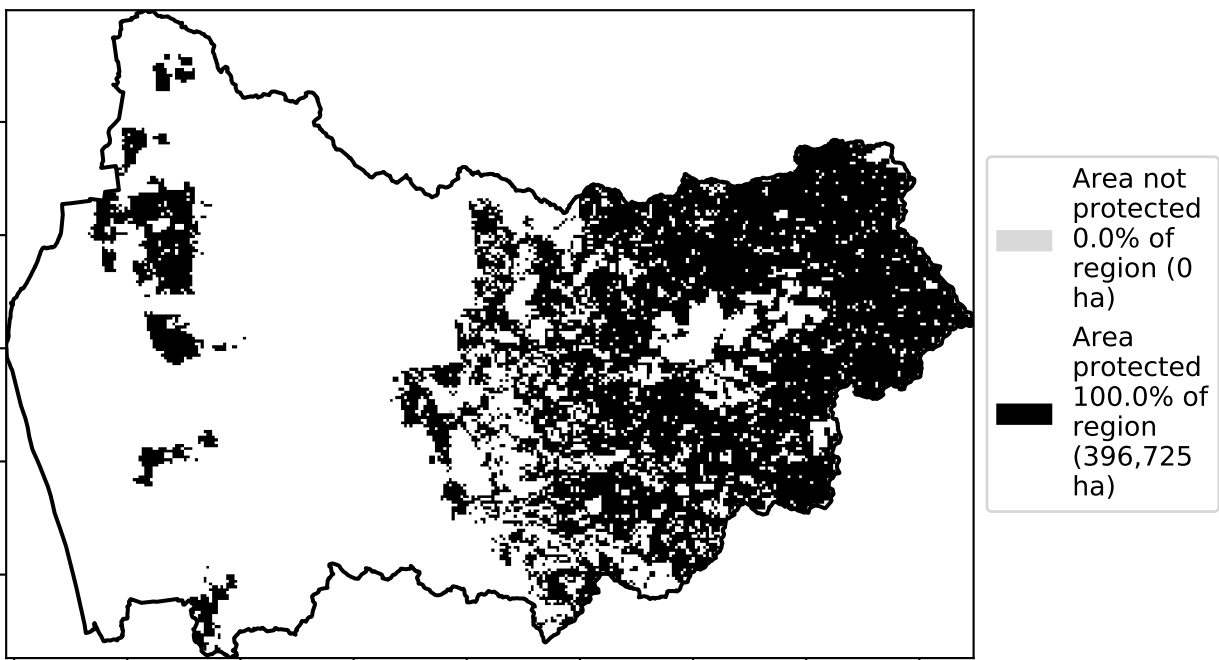 Area not
protected
0.0% of
region (0
ha)
Area
protected
100.0% of
region
(396,725
ha)